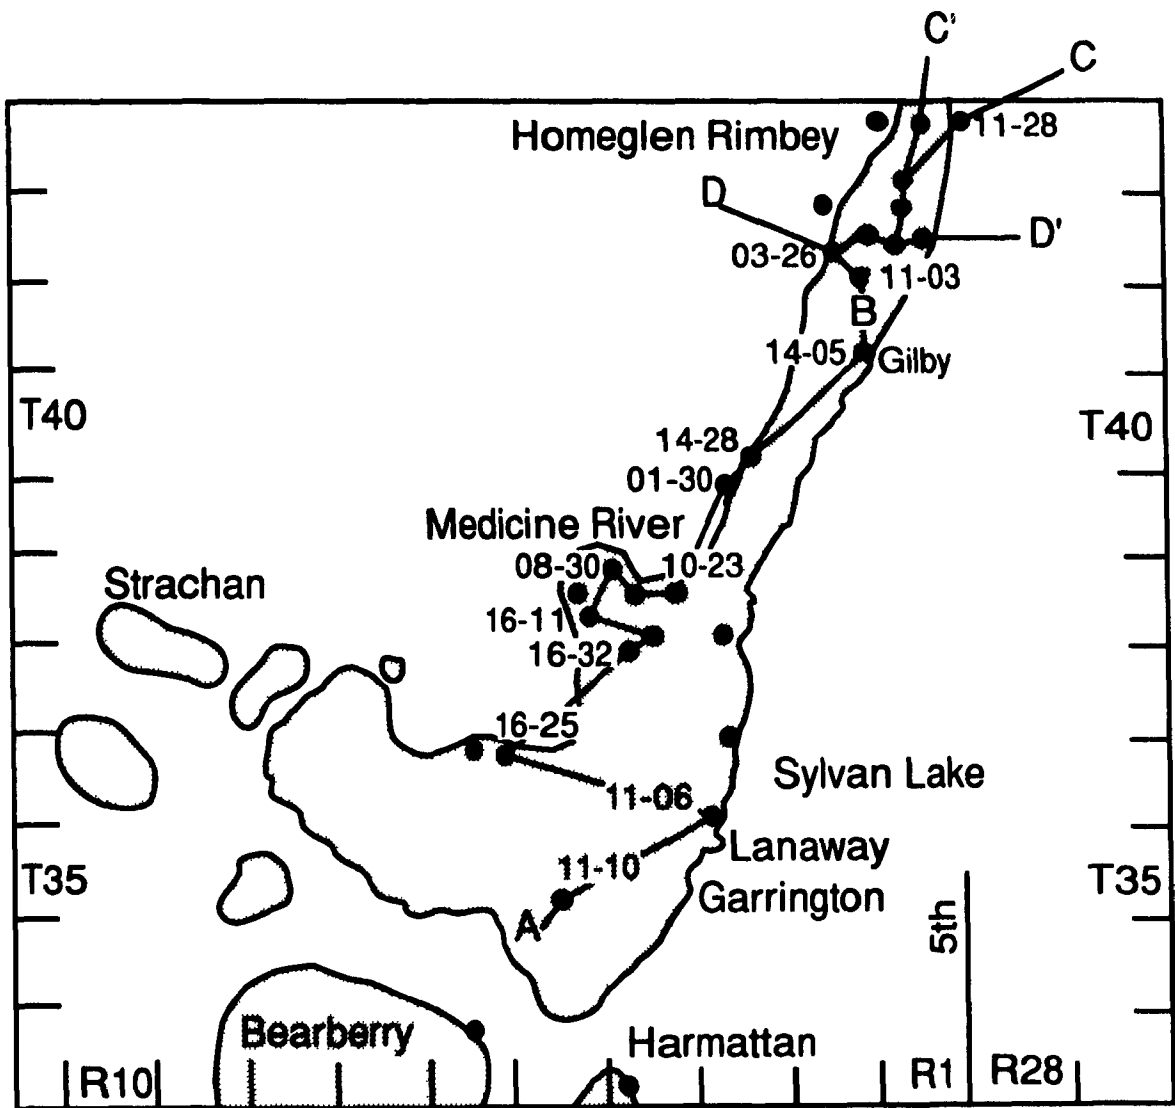 C'
C
Homeglen Rimbey
11-28
D
D'
03-26
11-03
B
14-05
Gilby
T40
T40
14-28
01-30
Medicine River
08-30
10-23
Strachan
16-11
16-32
16-25
Sylvan Lake
11-06
Lanaway
11-10
T35
T35
Garrington
A
5th
Bearberry
Harmattan
R10
R1
R28